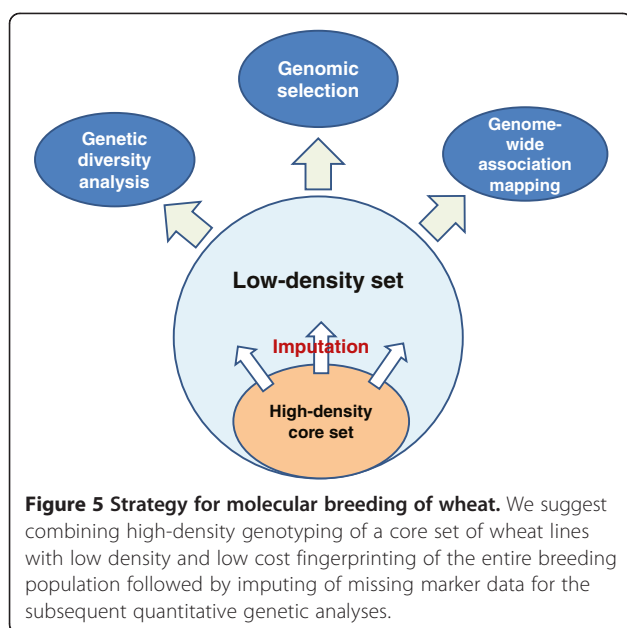 Genomic
selection
Genetic
diversity
analysis
Genome-
wide
association
mapping
Low-density set
Imputation
High-density
core set
Figure 5 Strategy for molecular breeding of wheat. We suggest
combining high-density genotyping of a core set of wheat lines
with low density and low cost fingerprinting of the entire breeding
population followed by imputing of missing marker data for the
subsequent quantitative genetic analyses.